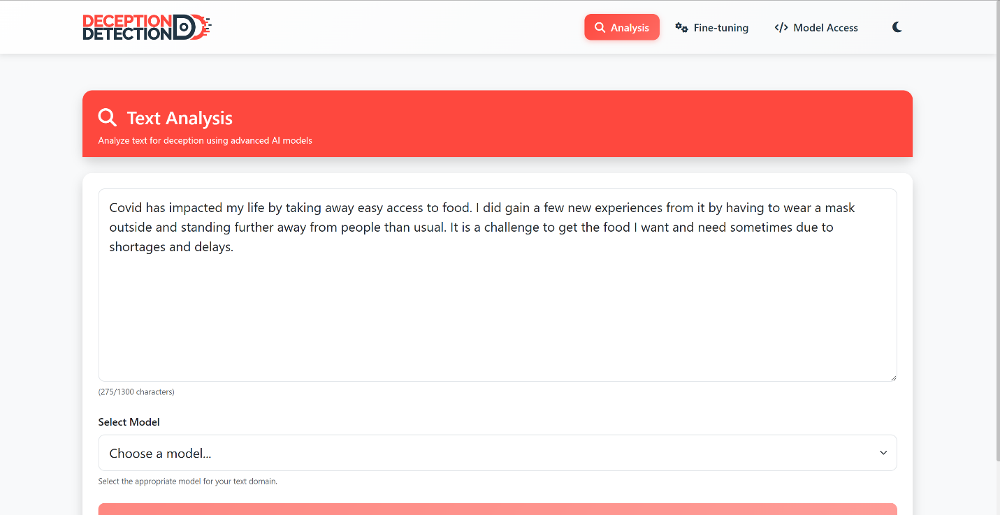 DECEPTION
DETECTION
Analysis
Fine-tuning
</> Model Access
Text Analysis
Analyze text for deception using advanced AI models
Covid has impacted my life by taking away easy access to food. I did gain a few new experiences from it by having to wear a mask
outside and standing further away from people than usual. It is a challenge to get the food I want and need sometimes due to
shortages and delays.
(275/1300 characters)
Select Model
Choose a model...
Select the appropriate model for your text domain.